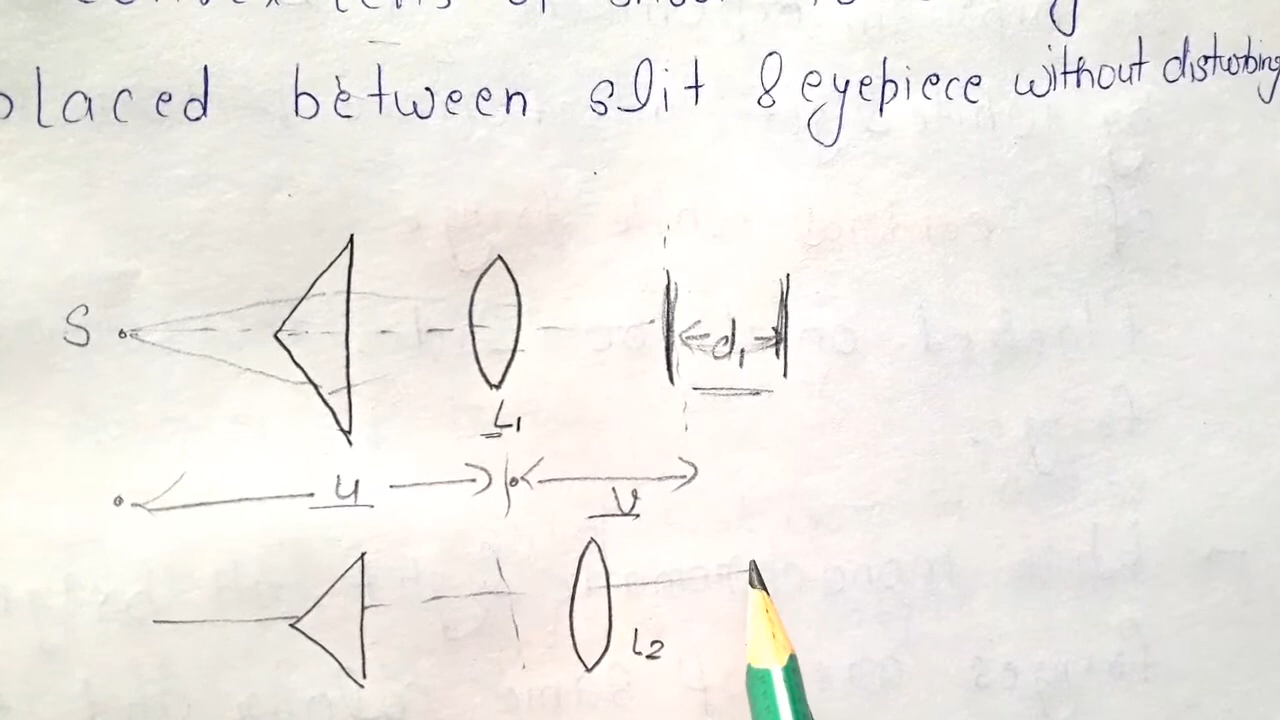 placed between slit & eyepiece without disturbing
S
d₁
L₁
u
v
L2